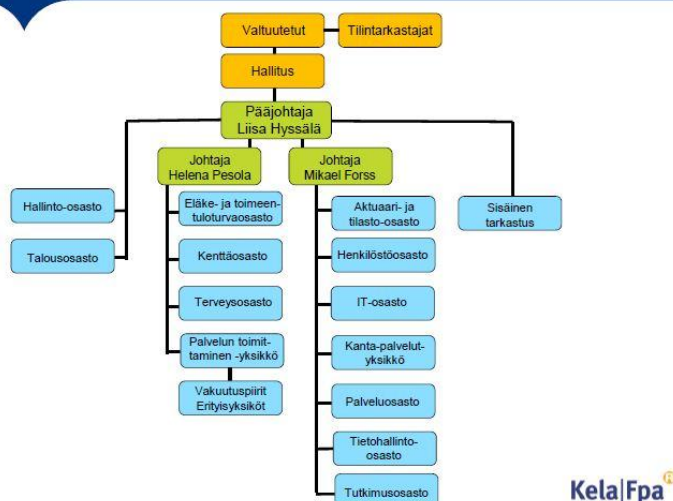 Valtuutetut
Tilintarkastajat
Hallitus
Pääjohtaja
Liisa Hyssälä
Johtaja
Helena Pesola
Johtaja
Mikael Forss
Hallinto-osasto
Talousosasto
Eläke- ja toimeen-
tuloturvaosasto
Kenttäosasto
Terveysosasto
Palvelun toimit-
taminen -yksikkö
Vakuutuspiirit
Erityisyksiköt
Aktuaari- ja
tilasto-osasto
Henkilöstöosasto
IT-osasto
Kanta-palvelut-
yksikkö
Palveluosasto
Tietohallinto-
osasto
Tutkimusosasto
Sisäinen
tarkastus
Kela|Fpa